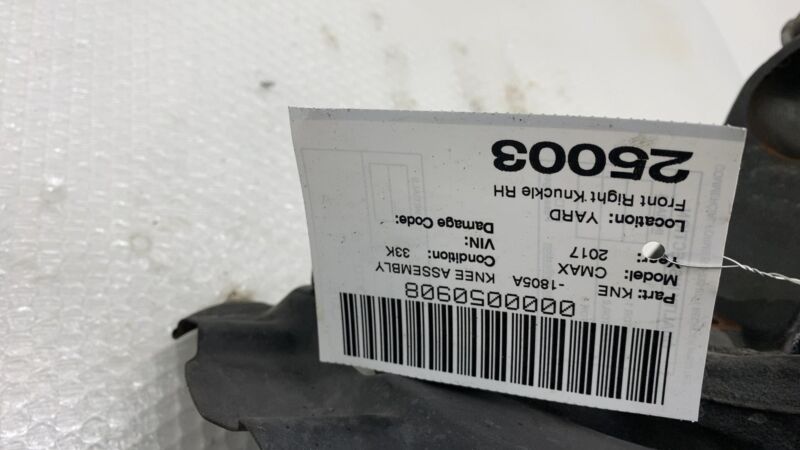 0000050908
Part: KNE -1805A KNEE ASSEMBLY
Model: CMAX Condition: 33K
Year: 2017 VIN:
Location: YARD Damage Code:
Front Right Knuckle RH
25003